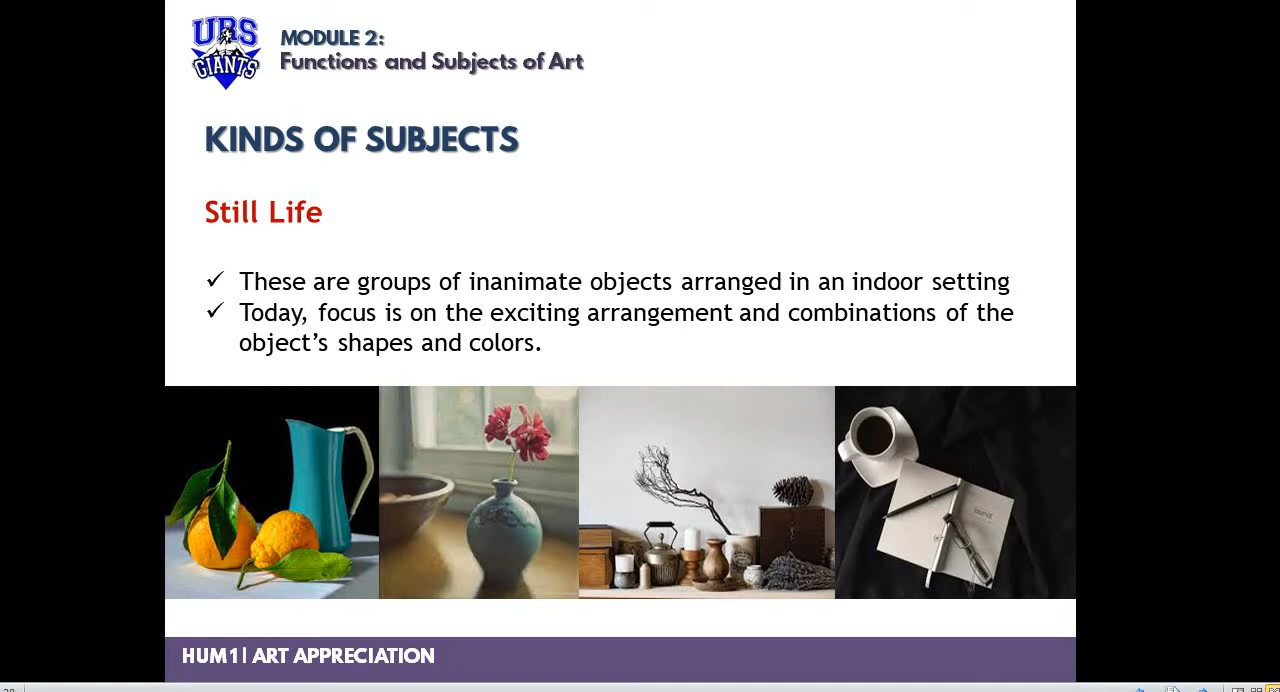 URS
GIANTS
MODULE 2:
Functions and Subjects of Art
KINDS OF SUBJECTS
Still Life
✓ These are groups of inanimate objects arranged in an indoor setting
✓ Today, focus is on the exciting arrangement and combinations of the
object's shapes and colors.
Journal
HUM1| ART APPRECIATION